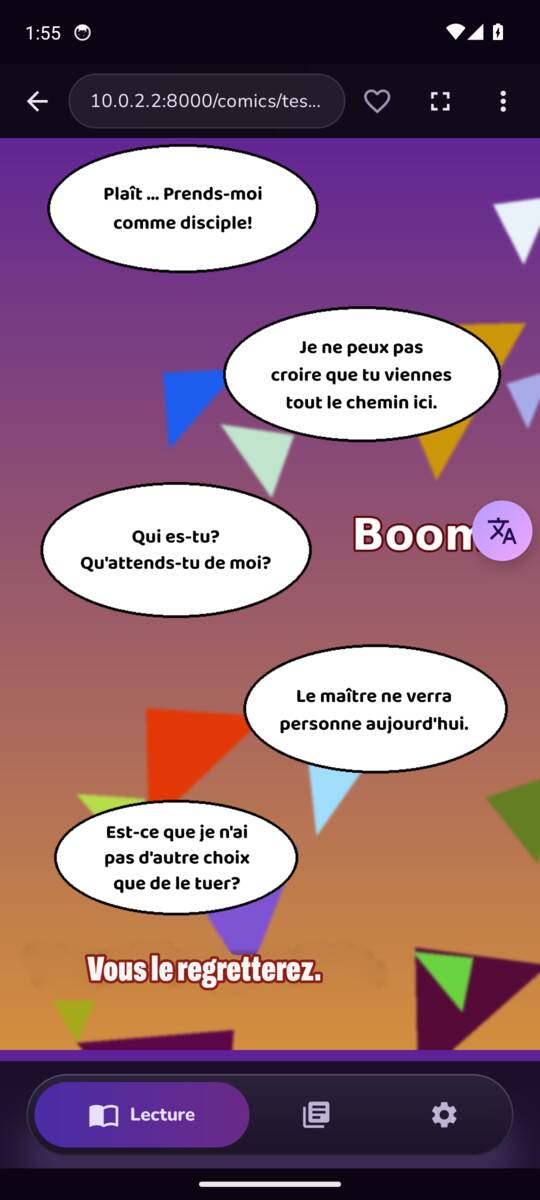 1:55
10.0.2.2:8000/comics/tes...
Plaît ... Prends-moi
comme disciple!
Je ne peux pas
croire que tu viennes
tout le chemin ici.
Qui es-tu?
Qu'attends-tu de moi?
Le maître ne verra
personne aujourd'hui.
Est-ce que je n'ai
pas d'autre choix
que de le tuer?
Vous le regretterez.
Lecture